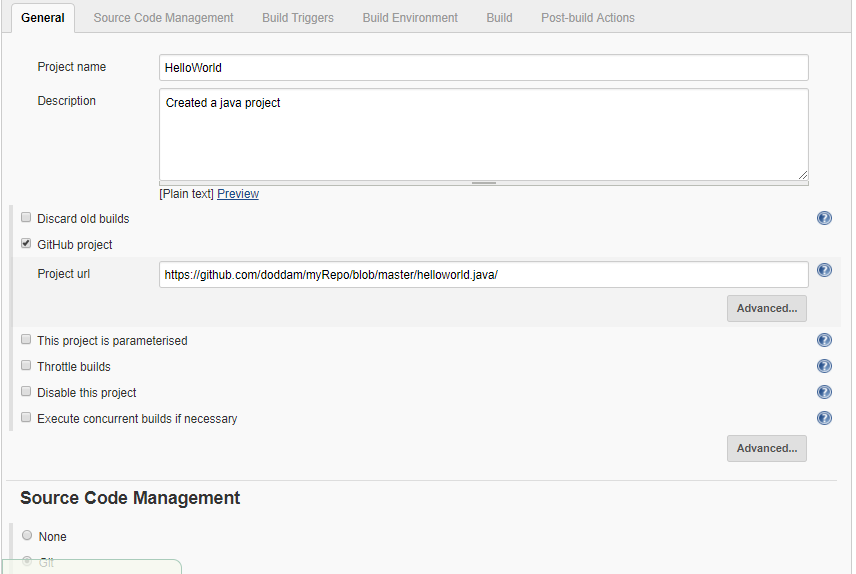 General Source Code Management Build Triggers Build Environment Build Post-build Actions
Project name HelloWorld
Description Created a java project
[Plain text] Preview
Discard old builds
GitHub project
Project url https://github.com/doddam/myRepo/blob/master/helloworld.java/
Advanced...
This project is parameterised
Throttle builds
Disable this project
Execute concurrent builds if necessary
Advanced...
Source Code Management
None
Git